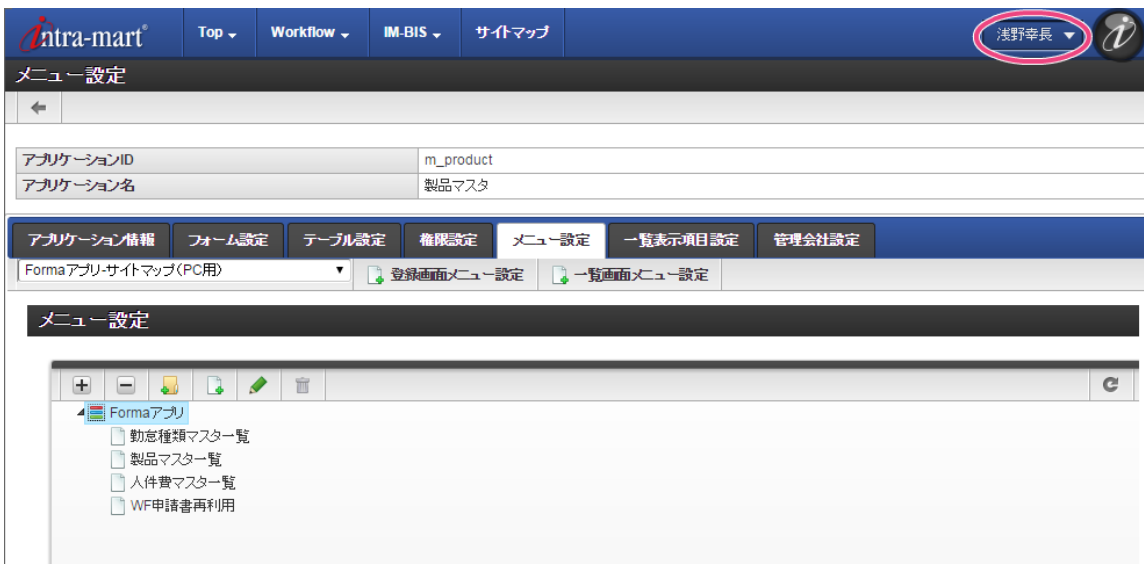 intra-mart® Top Workflow IM-BIS サイトマップ 浅野幸長
メニュー設定
アプリケーションID m_product
アプリケーション名 製品マスタ
アプリケーション情報 フォーム設定 テーブル設定 権限設定 メニュー設定 一覧表示項目設定 管理会社設定
Formaアプリ-サイトマップ(PC用) 登録画面メニュー設定 一覧画面メニュー設定
メニュー設定
Formaアプリ
勤怠種類マスター覧
製品マスター覧
人件費マスター覧
WF申請書再利用